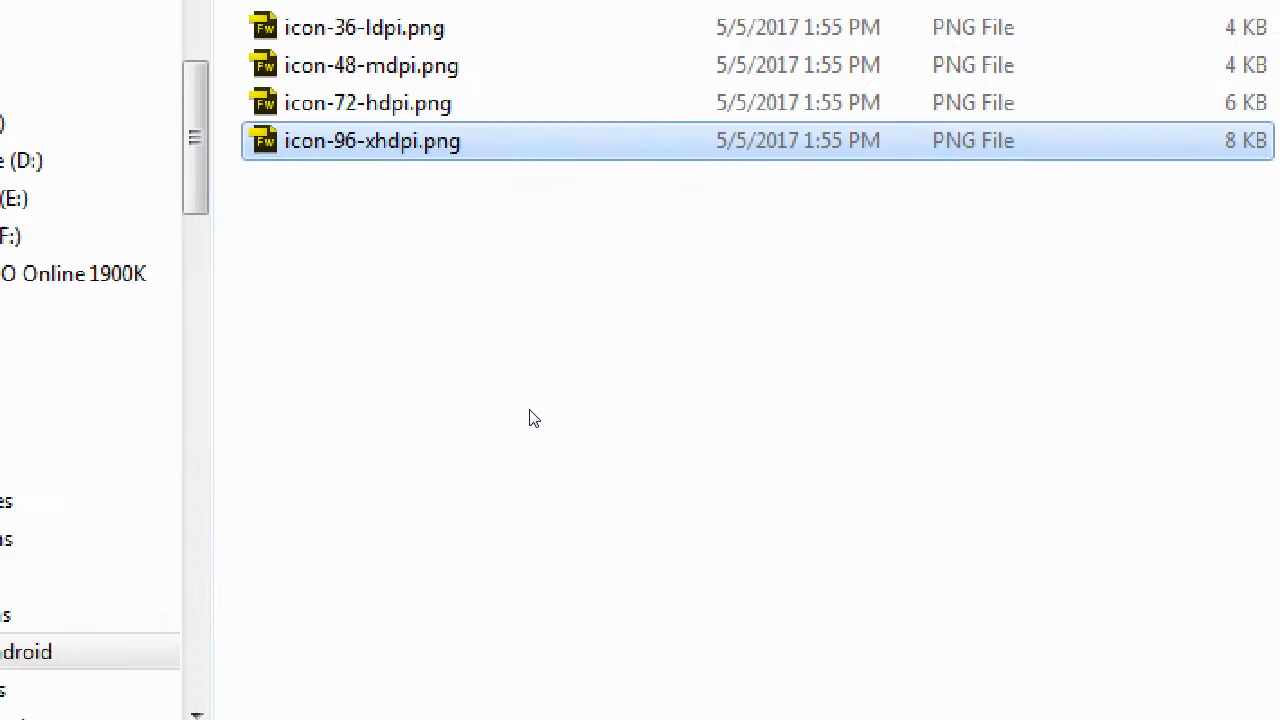 icon-36-ldpi.png 5/5/2017 1:55 PM PNG File 4 KB
icon-48-mdpi.png 5/5/2017 1:55 PM PNG File 4 KB
icon-72-hdpi.png 5/5/2017 1:55 PM PNG File 6 KB
icon-96-xhdpi.png 5/5/2017 1:55 PM PNG File 8 KB
)
e (D:)
(E:)
F:)
O Online 1900K
es
ns
s
droid
s